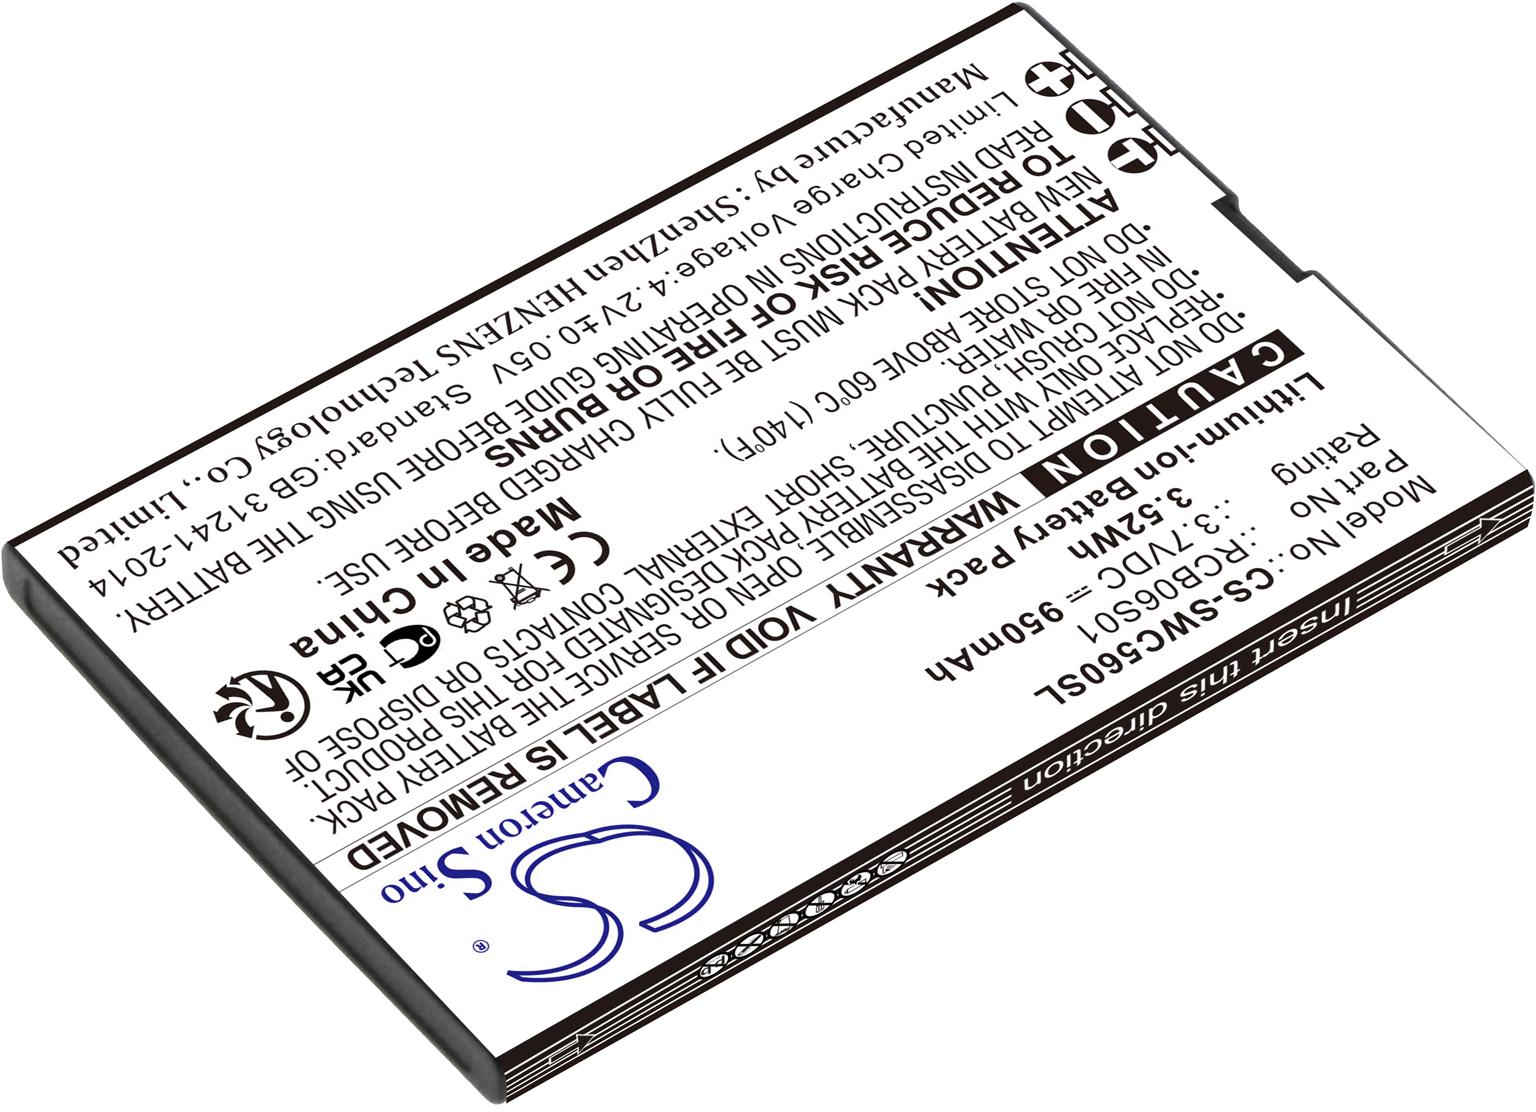 Cameron Sino
®
Model No.:CS-SWC560SL
Part No :RCB06S01
Rating :3.7VDC 950mAh
3.52Wh
Lithium-ion Battery Pack
CAUTION WARRANTY VOID IF LABEL IS REMOVED
•DO NOT ATTEMPT TO DISASSEMBLE, OPEN OR SERVICE THE BATTERY PACK.
•REPLACE ONLY WITH THE BATTERY PACK DESIGNATED FOR THIS PRODUCT.
•DO NOT CRUSH, PUNCTURE, SHORT EXTERNAL CONTACTS OR DISPOSE OF
IN FIRE OR WATER.
•DO NOT STORE ABOVE 60°C (140°F).
ATTENTION!
NEW BATTERY PACK MUST BE FULLY CHARGED BEFORE USE.
TO REDUCE RISK OF FIRE OR BURNS
READ INSTRUCTIONS IN OPERATING GUIDE BEFORE USING THE BATTERY.
Limited Charge Voltage:4.2V±0.05V Standard:GB 31241-2014
Manufacture by:ShenZhen HENZENS Technology Co., Limited
Made In China
CE
UK
CA
Insert this direction